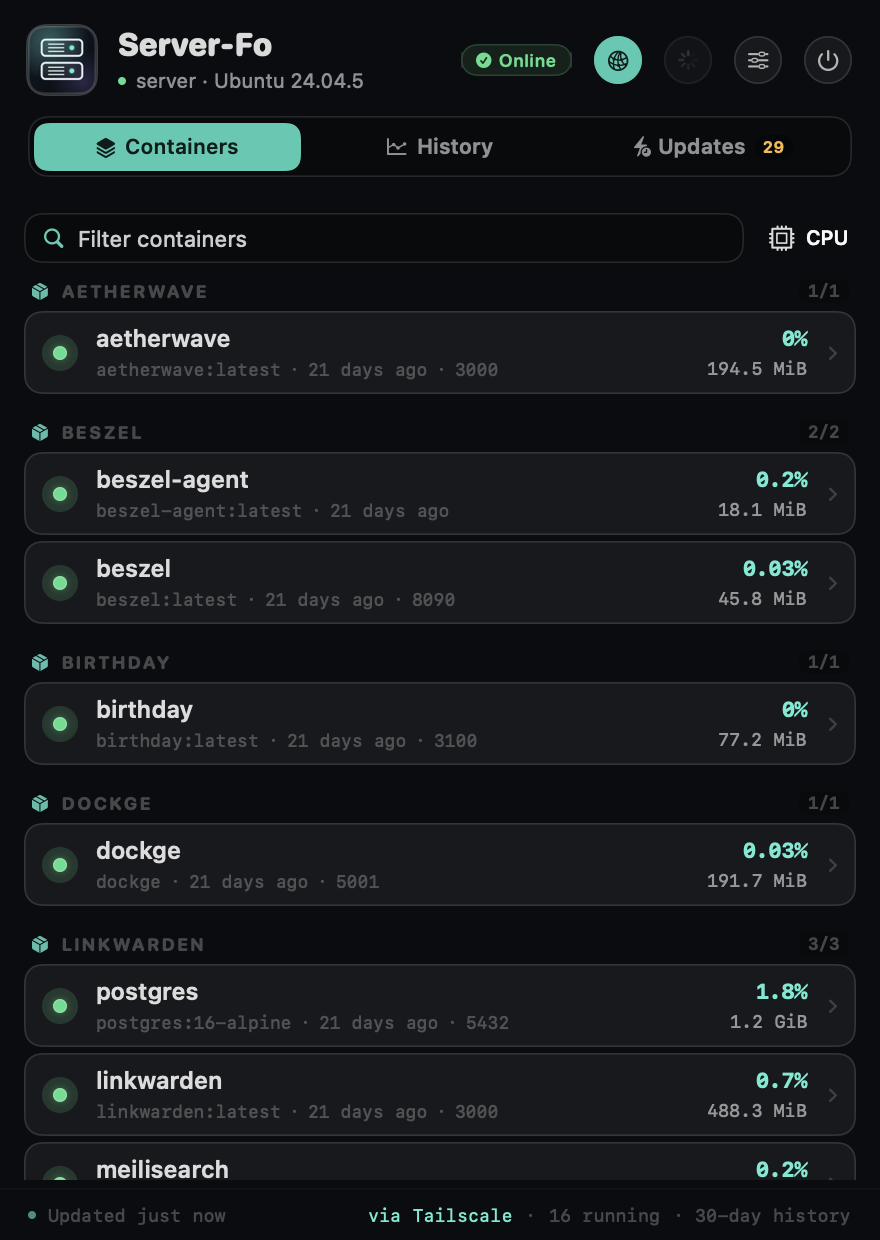 Server-Fo
server · Ubuntu 24.04.5
Online
Containers
History
Updates 29
Filter containers
CPU
AETHERWAVE 1/1
aetherwave 0%
aetherwave:latest · 21 days ago · 3000 194.5 MiB
BESZEL 2/2
beszel-agent 0.2%
beszel-agent:latest · 21 days ago 18.1 MiB
beszel 0.03%
beszel:latest · 21 days ago · 8090 45.8 MiB
BIRTHDAY 1/1
birthday 0%
birthday:latest · 21 days ago · 3100 77.2 MiB
DOCKGE 1/1
dockge 0.03%
dockge · 21 days ago · 5001 191.7 MiB
LINKWARDEN 3/3
postgres 1.8%
postgres:16-alpine · 21 days ago · 5432 1.2 GiB
linkwarden 0.7%
linkwarden:latest · 21 days ago · 3000 488.3 MiB
meilisearch 0.2%
Updated just now via Tailscale · 16 running · 30-day history